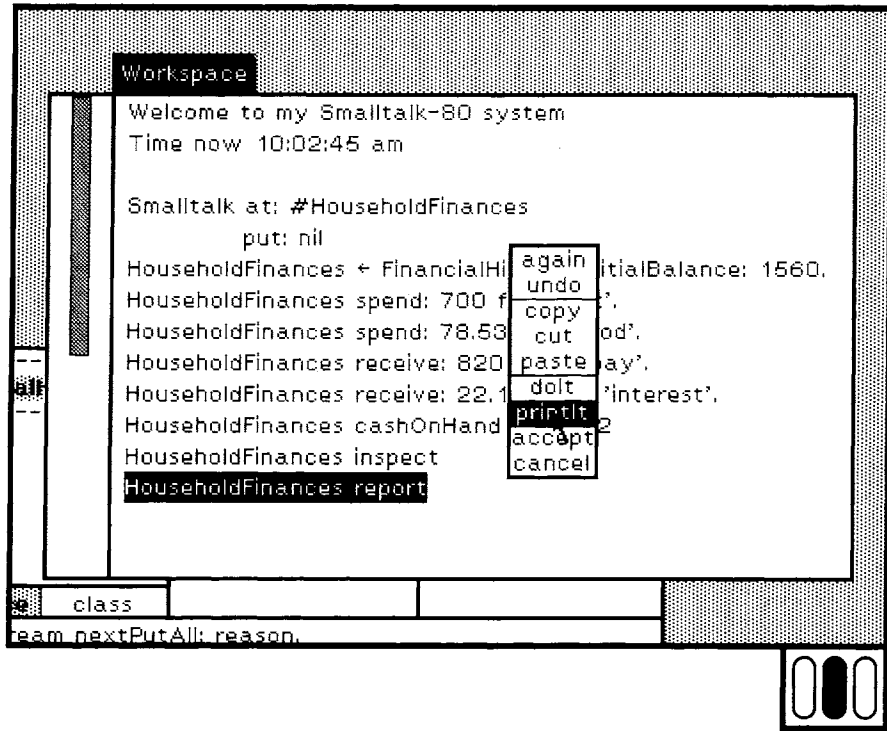 Workspace
Welcome to my Smalltalk-80 system
Time now 10:02:45 am
Smalltalk at: #HouseholdFinances
put: nil
HouseholdFinances ← FinancialHi itialBalance: 1560.
HouseholdFinances spend: 700 f t'.
HouseholdFinances spend: 78.53 od'.
HouseholdFinances receive: 820 ay'.
HouseholdFinances receive: 22.1 'interest'.
HouseholdFinances cashOnHand 2
HouseholdFinances inspect
HouseholdFinances report
again
undo
copy
cut
paste
doIt
printIt
accept
cancel
class
ream nextPutAll: reason.